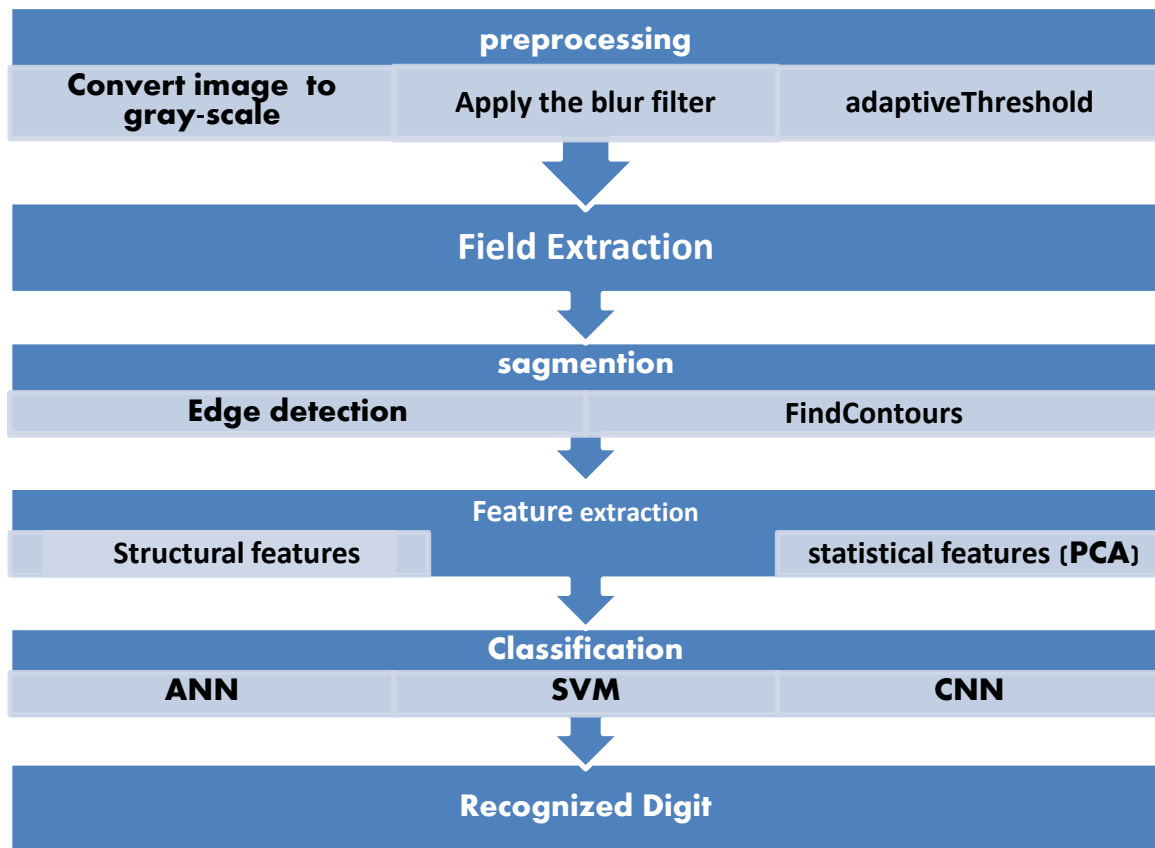 preprocessing
Convert image to
gray-scale
Apply the blur filter
adaptiveThreshold
Field Extraction
sagmention
Edge detection
FindContours
Feature extraction
Structural features
statistical features (PCA)
Classification
ANN
SVM
CNN
Recognized Digit